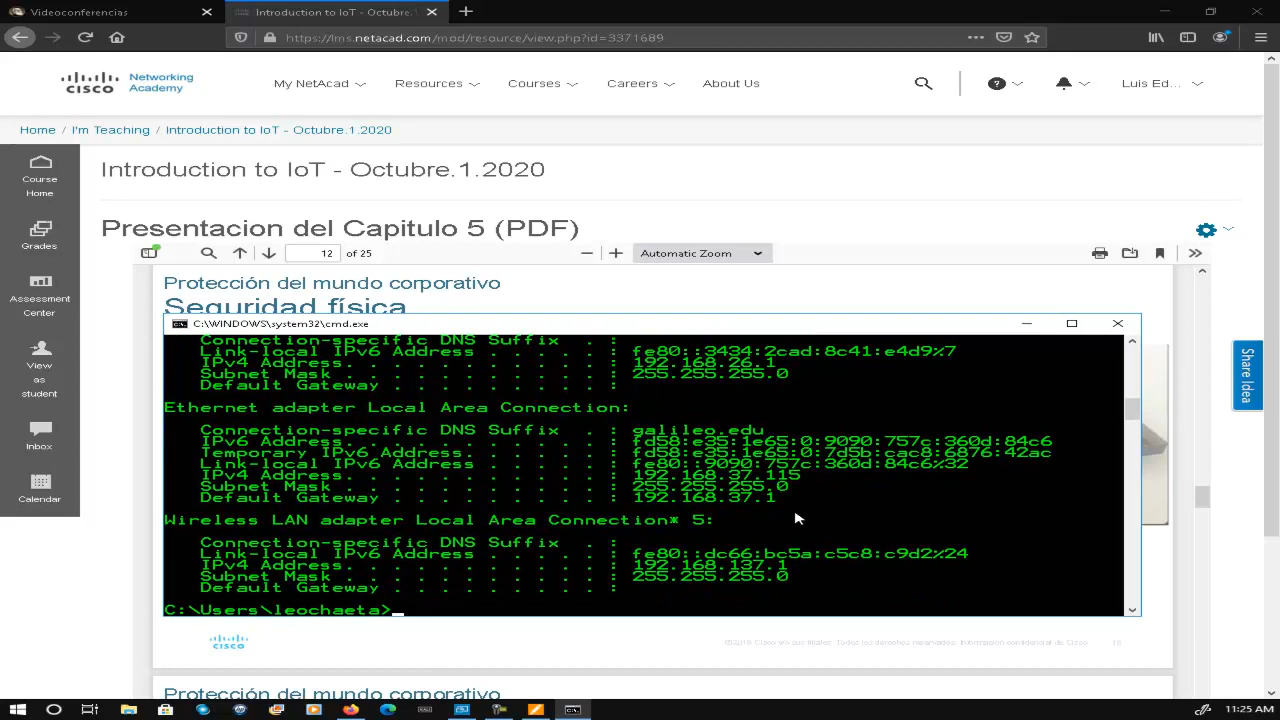 Videoconferencias
Introduction to IoT - Octubre.1
https://lms.netacad.com/mod/resource/view.php?id=3371689
cisco Networking Academy
My NetAcad Resources Courses Careers About Us Luis Ed...
Home / I'm Teaching / Introduction to IoT - Octubre.1.2020
Course Home
Grades
Assessment Center
View as student
Inbox
Calendar
Introduction to IoT - Octubre.1.2020
Presentacion del Capitulo 5 (PDF)
12 of 25 Automatic Zoom
Protección del mundo corporativo
Seguridad física
C:\WINDOWS\system32\cmd.exe
Connection-specific DNS Suffix . :
Link-local IPv6 Address . . . . . : fe80::3434:2cad:8c41:e4d9%7
IPv4 Address. . . . . . . . . . . : 192.168.26.1
Subnet Mask . . . . . . . . . . . : 255.255.255.0
Default Gateway . . . . . . . . . :
Ethernet adapter Local Area Connection:
Connection-specific DNS Suffix . : galileo.edu
IPv6 Address. . . . . . . . . . . : fd58:e35:1e65:0:9090:757c:360d:84c6
Temporary IPv6 Address. . . . . . : fd58:e35:1e65:0:7d5b:cac8:6876:42ac
Link-local IPv6 Address . . . . . : fe80::9090:757c:360d:84c6%32
IPv4 Address. . . . . . . . . . . : 192.168.37.115
Subnet Mask . . . . . . . . . . . : 255.255.255.0
Default Gateway . . . . . . . . . : 192.168.37.1
Wireless LAN adapter Local Area Connection* 5:
Connection-specific DNS Suffix . :
Link-local IPv6 Address . . . . . : fe80::dc66:bc5a:c5c8:c9d2%24
IPv4 Address. . . . . . . . . . . : 192.168.137.1
Subnet Mask . . . . . . . . . . . : 255.255.255.0
Default Gateway . . . . . . . . . :
C:\Users\leochaeta>
Share Idea
cisco
Todos los derechos reservados. Información confidencial de Cisco
Protección del mundo corporativo
11:25 AM